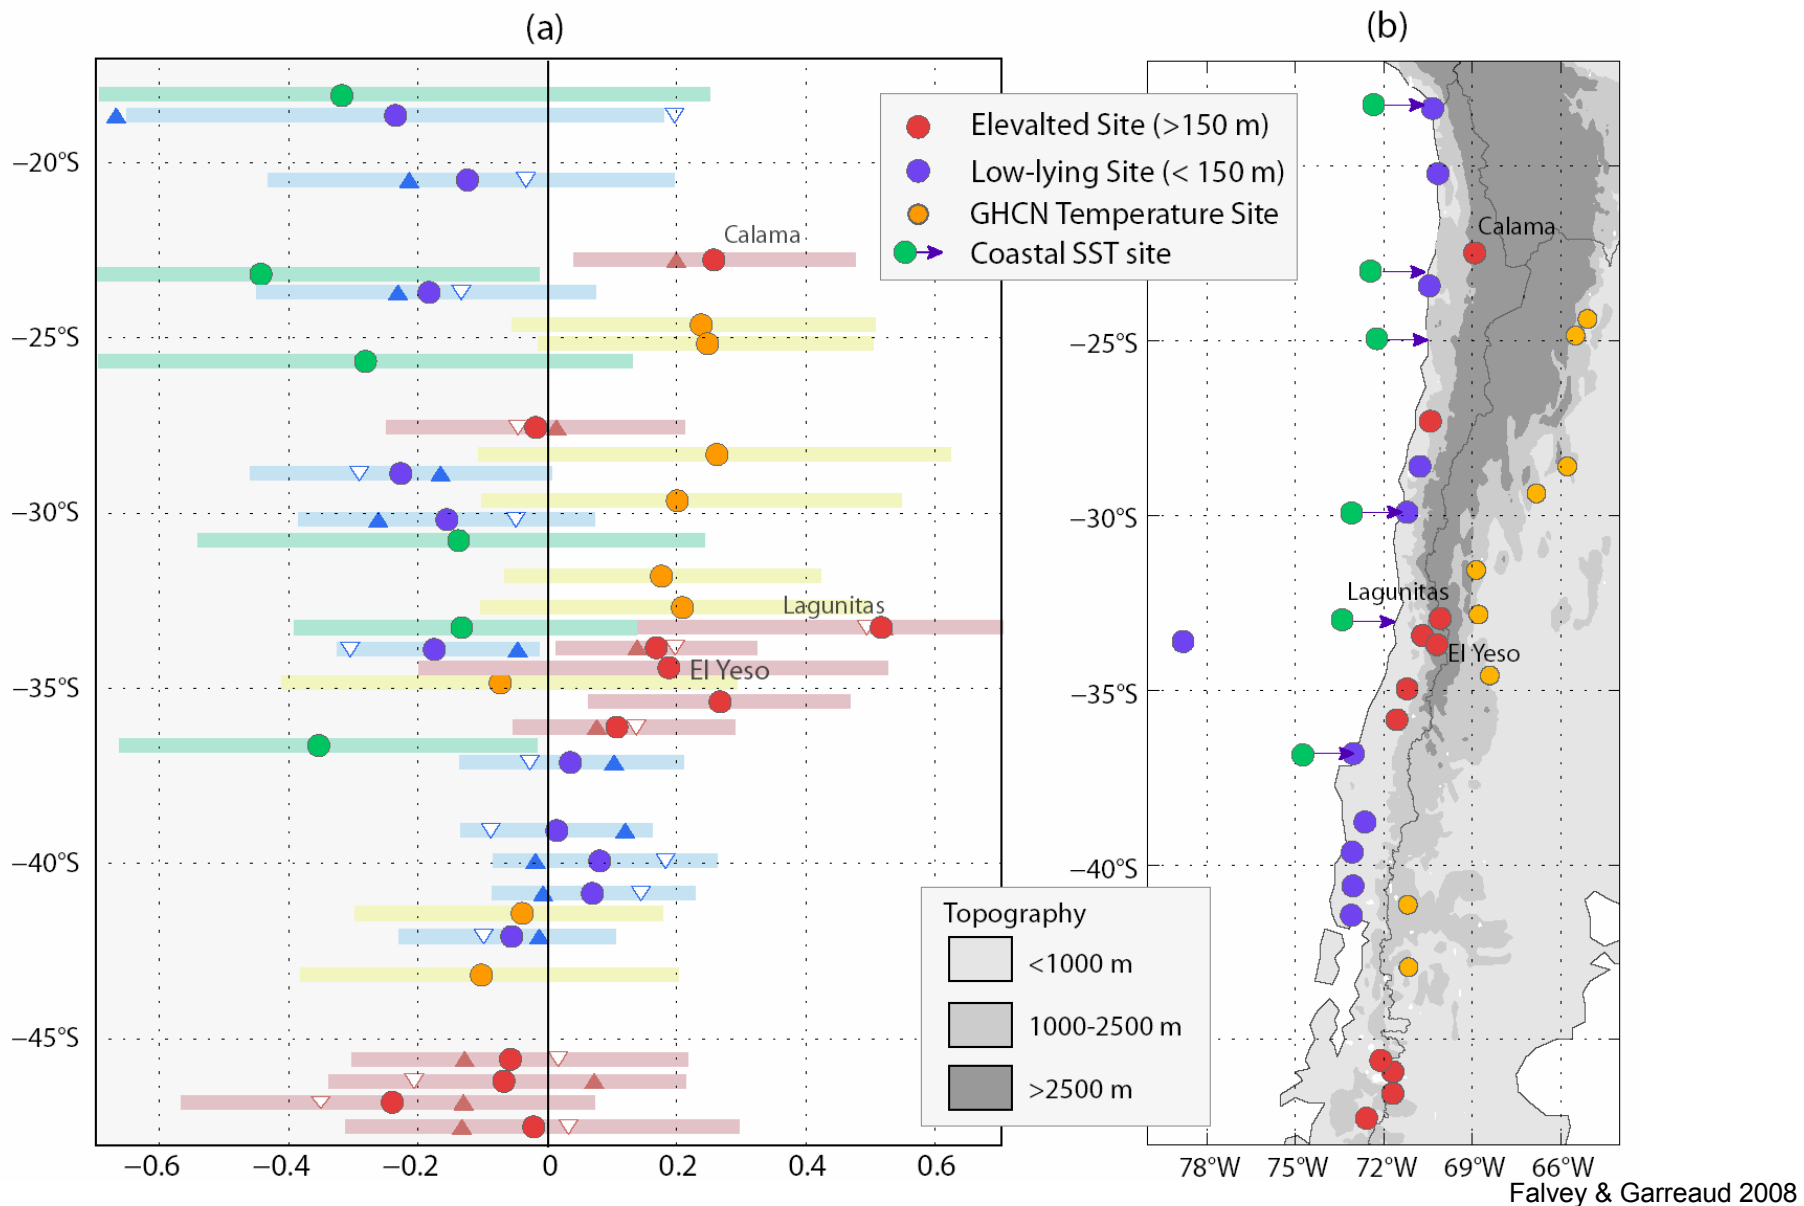 (a)
(b)
−20°S
−25°S
−30°S
−35°S
−40°S
−45°S
Calama
Lagunitas
El Yeso
−0.6
−0.4
−0.2
0
0.2
0.4
0.6
Elevalted Site (>150 m)
Low-lying Site (< 150 m)
GHCN Temperature Site
Coastal SST site
Topography
<1000 m
1000-2500 m
>2500 m
−25°S
−30°S
−35°S
−40°S
Calama
Lagunitas
El Yeso
78°W
75°W
72°W
69°W
66°W
Falvey & Garreaud 2008